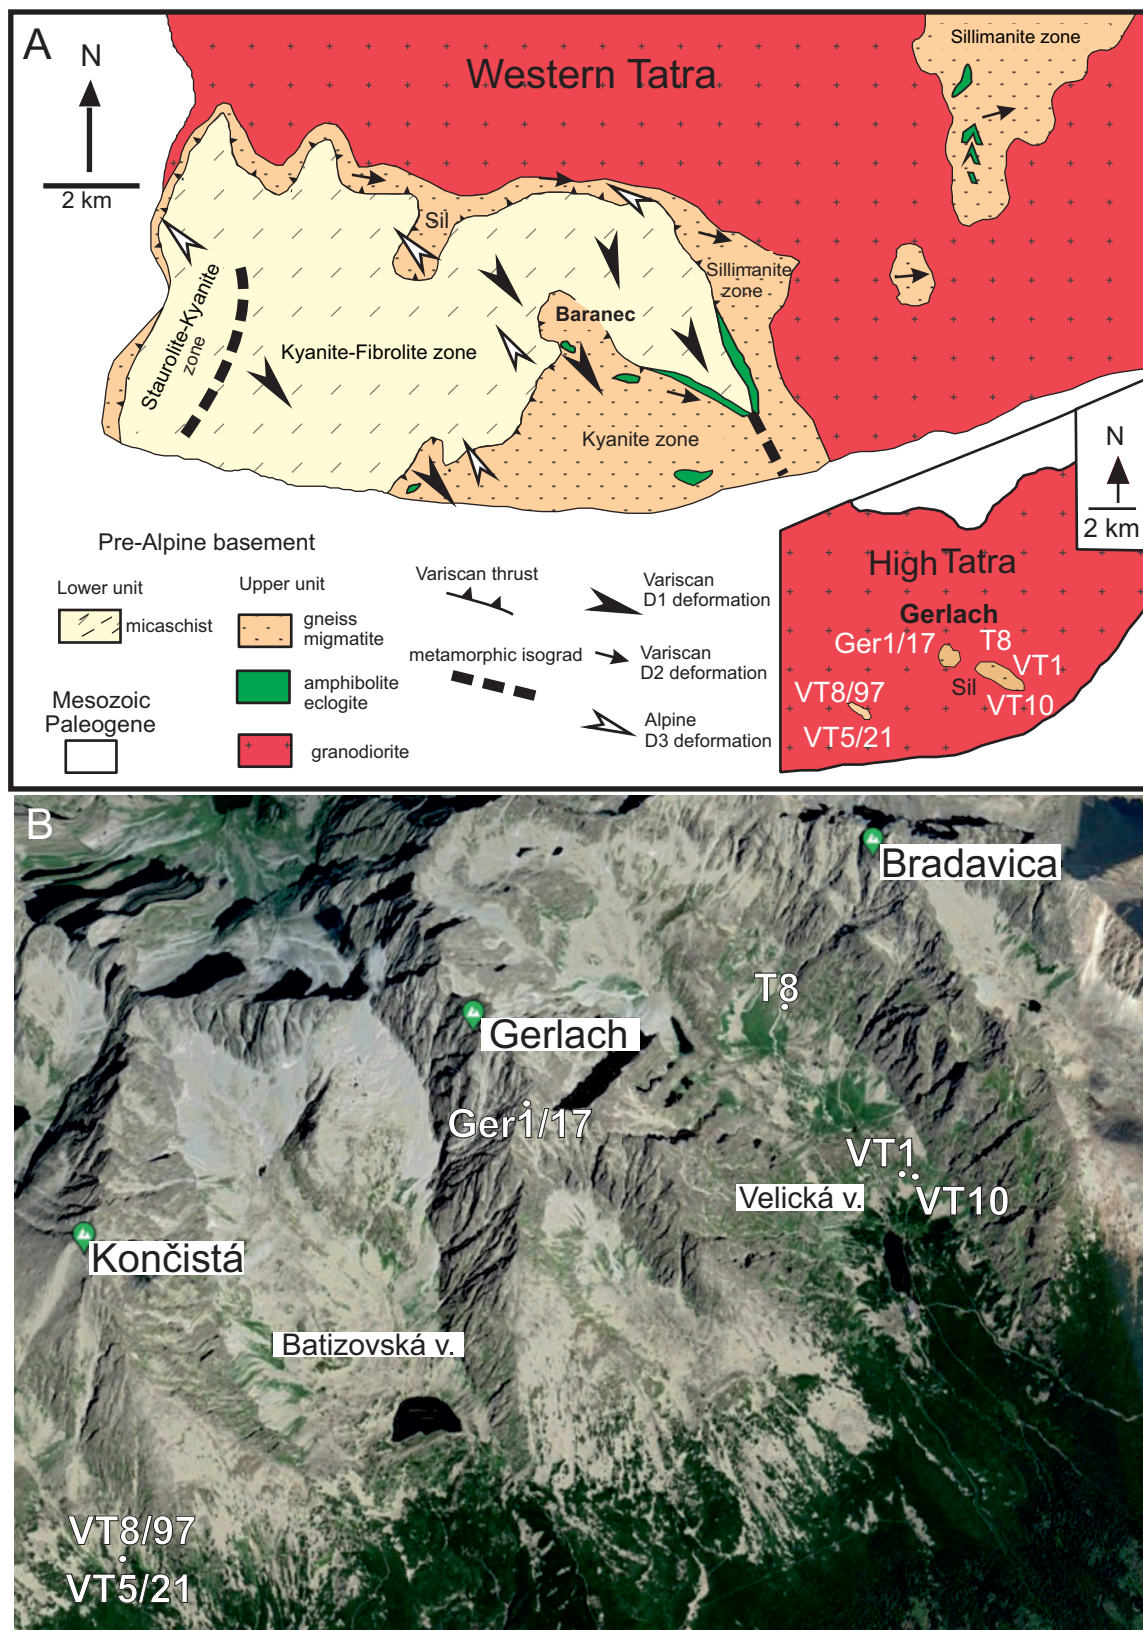 A
N
2 km
Western Tatra
Sillimanite zone
Sil
Sillimanite
zone
Baranec
Staurolite-Kyanite
zone
Kyanite-Fibrolite zone
Kyanite zone
N
2 km
High Tatra
Gerlach
Ger1/17
T8
VT1
Sil
VT10
VT8/97
VT5/21
Pre-Alpine basement
Lower unit
micaschist
Mesozoic
Paleogene
Upper unit
gneiss
migmatite
amphibolite
eclogite
granodiorite
Variscan thrust
metamorphic isograd
Variscan
D1 deformation
Variscan
D2 deformation
Alpine
D3 deformation
B
Bradavica
T8
Gerlach
Ger1/17
VT1
Velická v.
VT10
Končistá
Batizovská v.
VT8/97
VT5/21